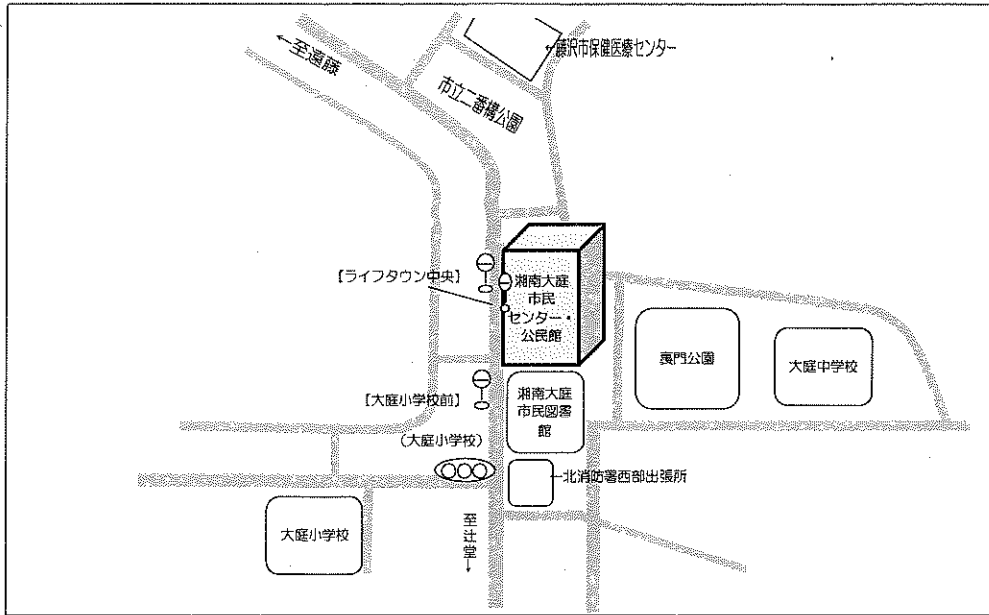 ←藤沢市保健医療センター
←至遠藤
市立二番構公園
【ライフタウン中央】
湘南大庭
市民
センター・
公民館
裏門公園
大庭中学校
【大庭小学校前】
湘南大庭
市民図書
館
（大庭小学校）
北消防署西部出張所
大庭小学校
至辻堂→